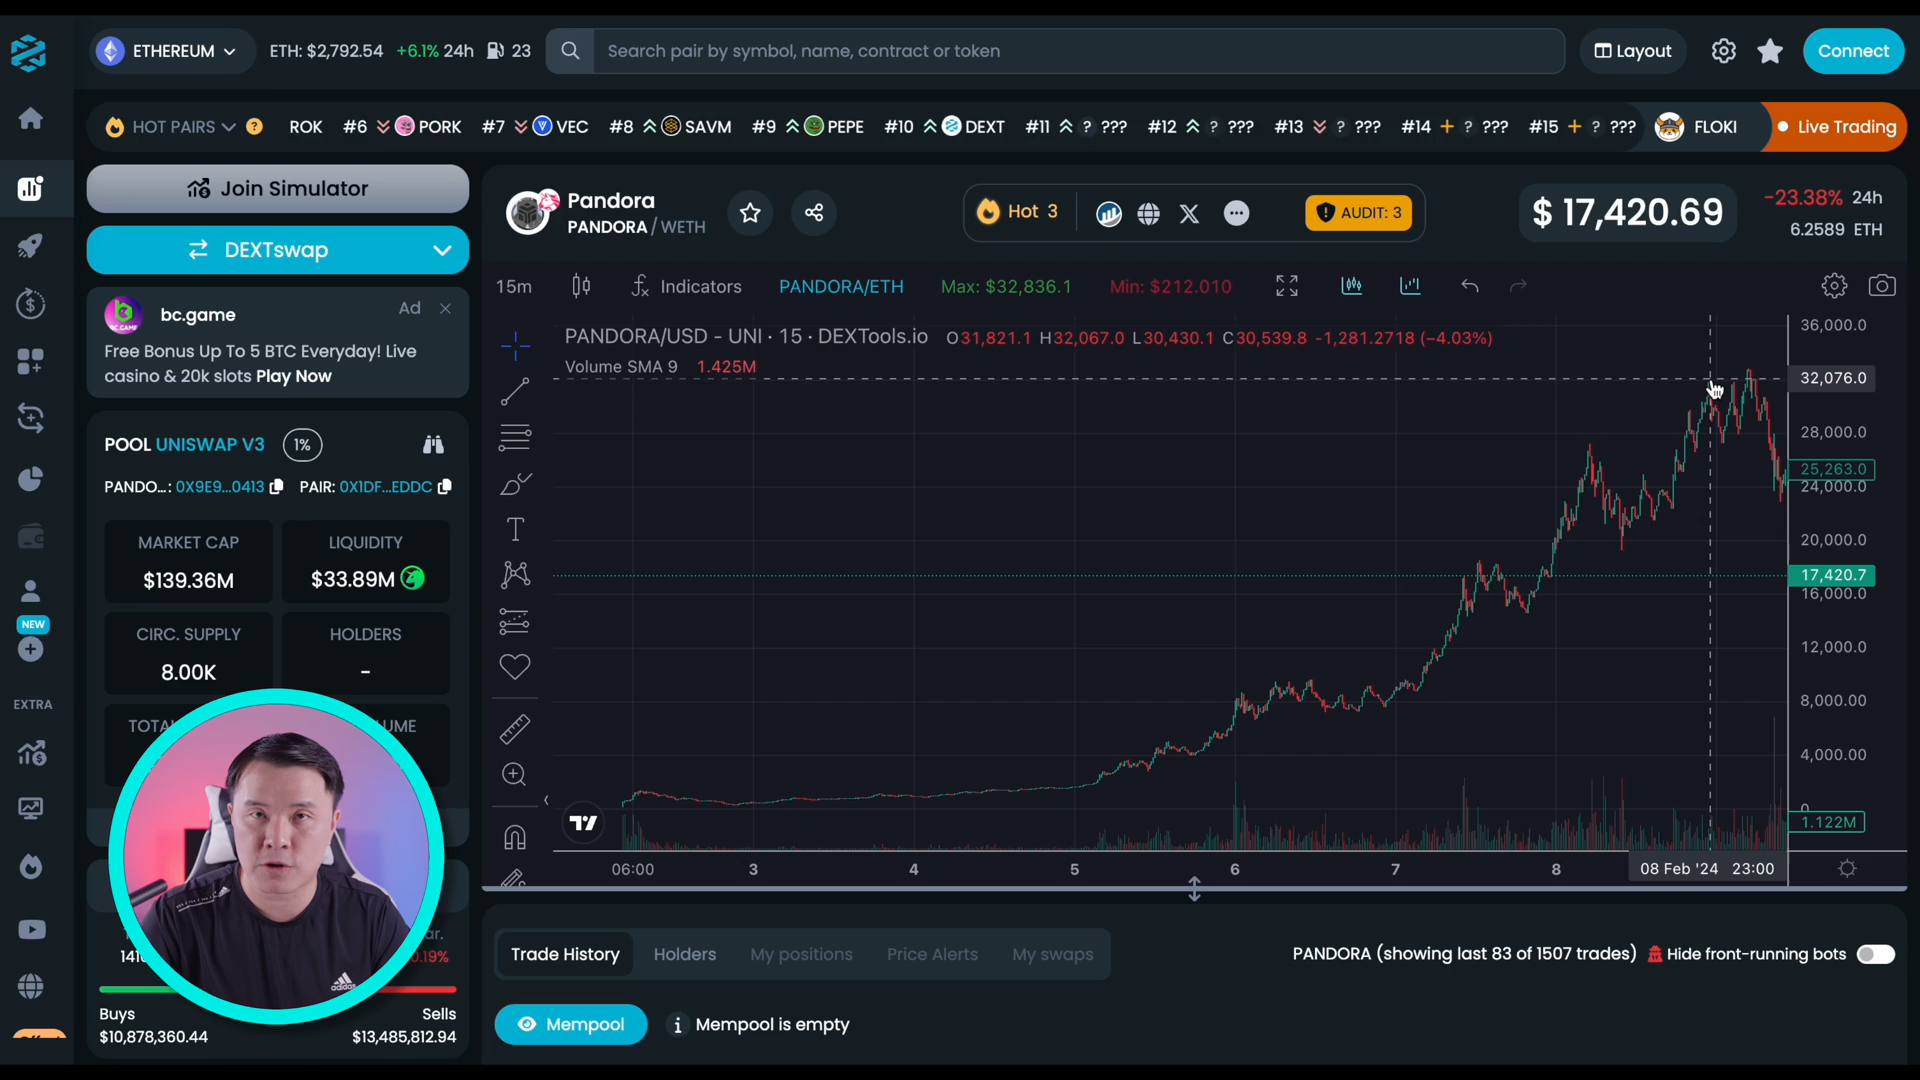 ETHEREUM ETH: $2,792.54 +6.1% 24h 23 Search pair by symbol, name, contract or token Layout Connect
HOT PAIRS ? ROK #6 PORK #7 VEC #8 SAVM #9 PEPE #10 DEXT #11 ? ??? #12 ? ??? #13 ? ??? #14 + ? ??? #15 + ? ??? FLOKI Live Trading
Join Simulator
DEXTswap
bc.game Ad
BC.GAME
Free Bonus Up To 5 BTC Everyday! Live
casino & 20k slots Play Now
POOL UNISWAP V3 1%
PANDO...: 0X9E9...0413 PAIR: 0X1DF...EDDC
MARKET CAP LIQUIDITY
$139.36M $33.89M
CIRC. SUPPLY HOLDERS
8.00K -
NEW
EXTRA
adidas
Buys Sells
$10,878,360.44 $13,485,812.94
Pandora
PANDORA / WETH
Hot 3 AUDIT: 3
$ 17,420.69
-23.38% 24h
6.2589 ETH
15m Indicators PANDORA/ETH Max: $32,836.1 Min: $212.010
PANDORA/USD - UNI · 15 · DEXTools.io O31,821.1 H32,067.0 L30,430.1 C30,539.8 -1,281.2718 (-4.03%)
Volume SMA 9 1.425M
36,000.0
32,076.0
28,000.0
25,263.0
24,000.0
20,000.0
17,420.7
16,000.0
12,000.0
8,000.00
4,000.00
0
1.122M
06:00 3 4 5 6 7 8 08 Feb '24 23:00
Trade History Holders My positions Price Alerts My swaps PANDORA (showing last 83 of 1507 trades) Hide front-running bots
Mempool Mempool is empty